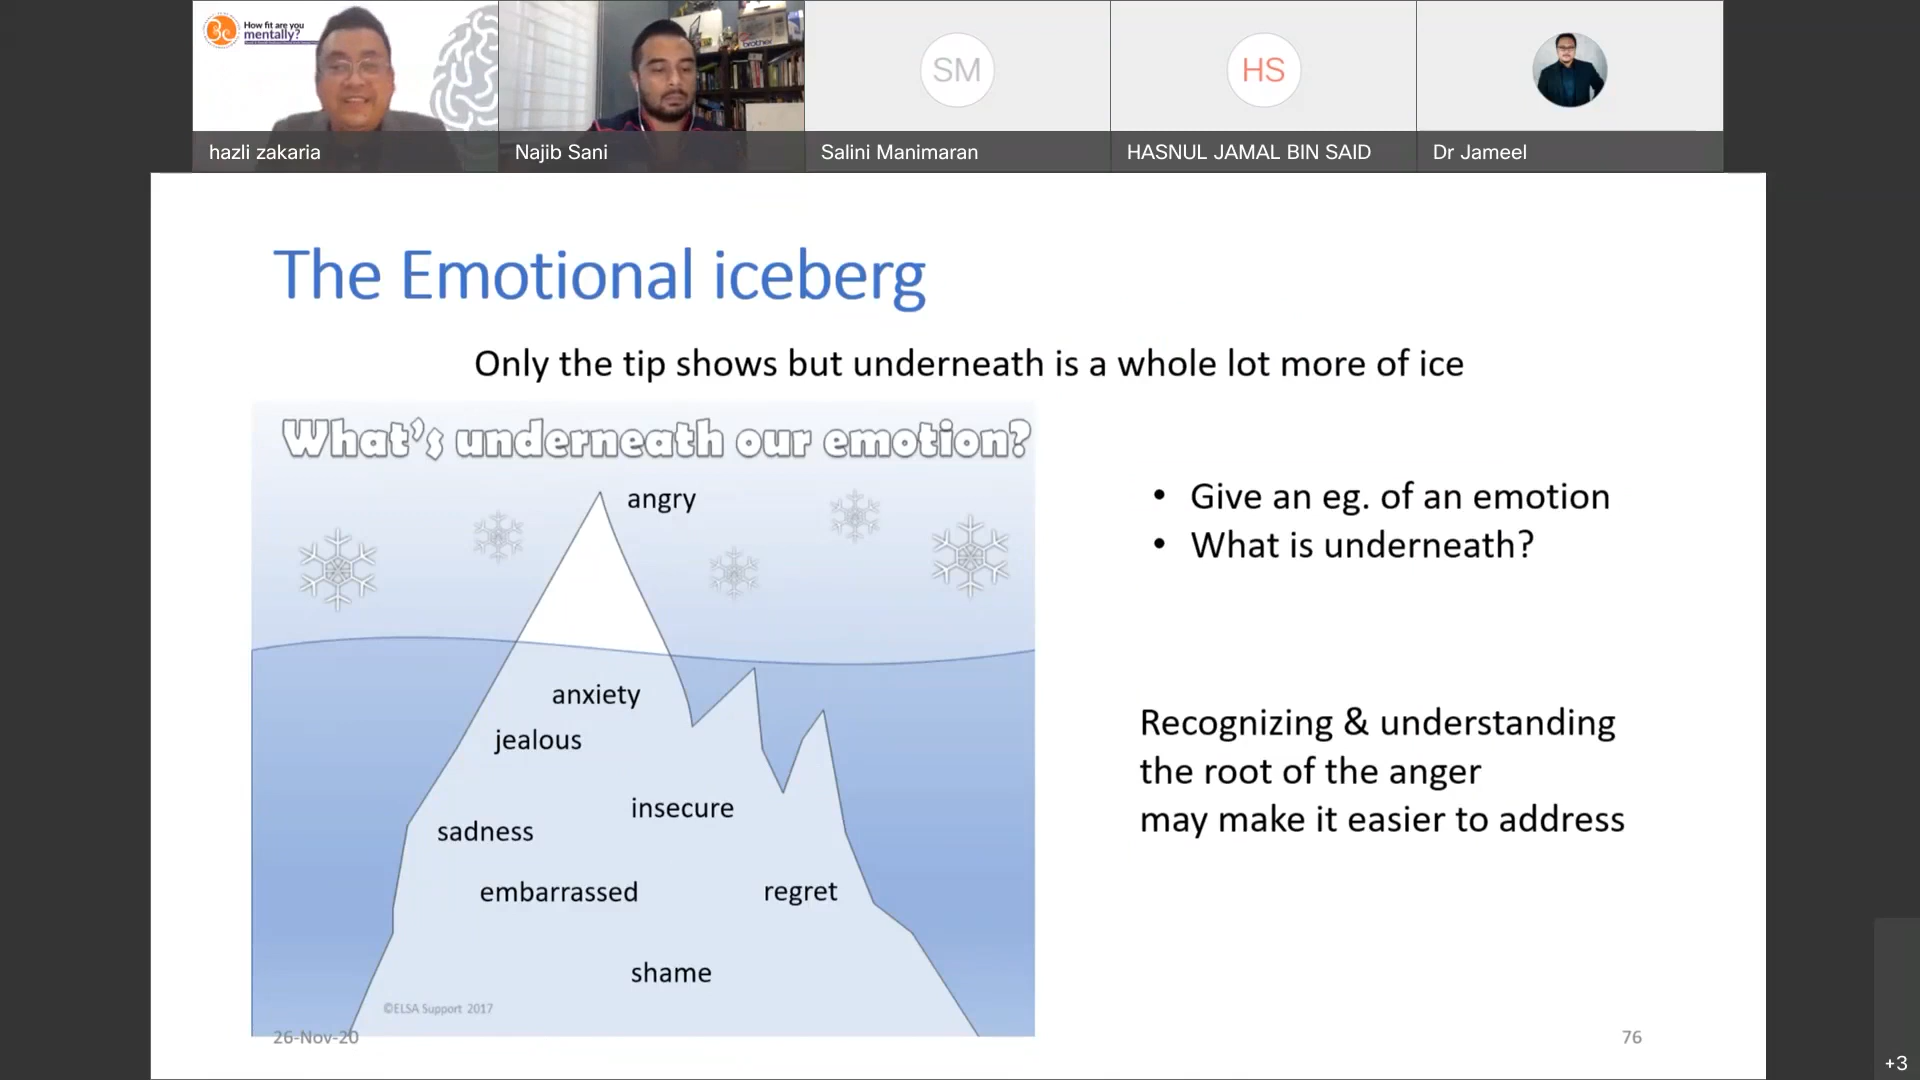 How fit are you
mentally?
brother
SM
HS
hazli zakaria
Najib Sani
Salini Manimaran
HASNUL JAMAL BIN SAID
Dr Jameel
The Emotional iceberg
Only the tip shows but underneath is a whole lot more of ice
What's underneath our emotion?
angry
anxiety
jealous
insecure
sadness
embarrassed
regret
shame
©ELSA Support 2017
• Give an eg. of an emotion
• What is underneath?
Recognizing & understanding
the root of the anger
may make it easier to address
26-Nov-20
76
+3